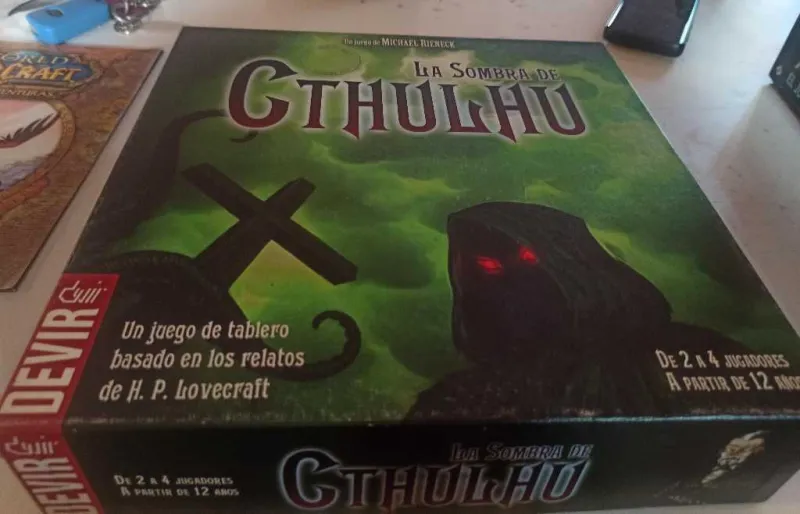 Un juego de Michael Rieneck
La Sombra de
Cthulhu
Un juego de tablero
basado en los relatos
de H. P. Lovecraft
De 2 a 4 jugadores
A partir de 12 años
DEVIR
devir
La Sombra de
Cthulhu
De 2 a 4 jugadores
A partir de 12 años
DEVIR
devir